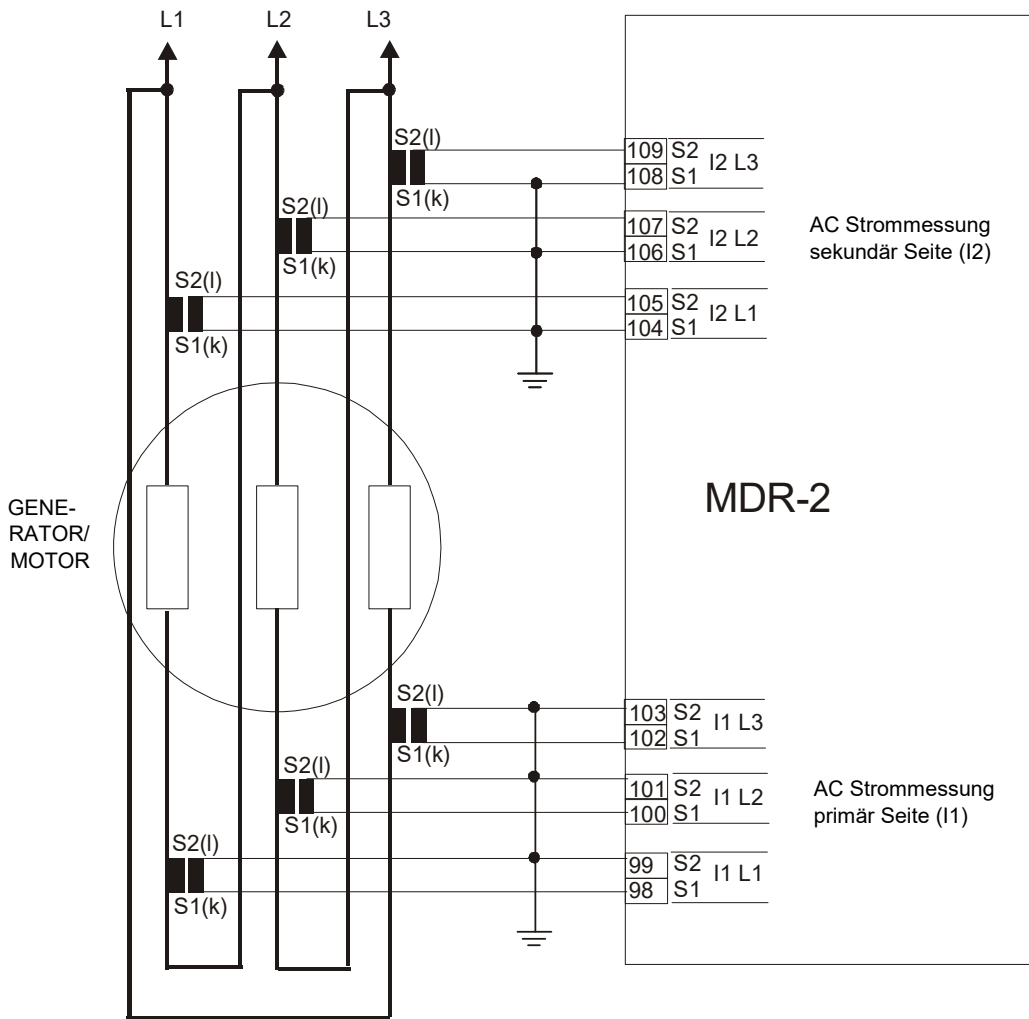 L1 L2 L3
S2(l)
S1(k)
109 S2 I2 L3
108 S1
S2(l)
S1(k)
107 S2 I2 L2
106 S1
AC Strommessung
sekundär Seite (I2)
S2(l)
S1(k)
105 S2 I2 L1
104 S1
MDR-2
GENE-
RATOR/
MOTOR
S2(l)
S1(k)
103 S2 I1 L3
102 S1
S2(l)
S1(k)
101 S2 I1 L2
100 S1
AC Strommessung
primär Seite (I1)
S2(l)
S1(k)
99 S2 I1 L1
98 S1